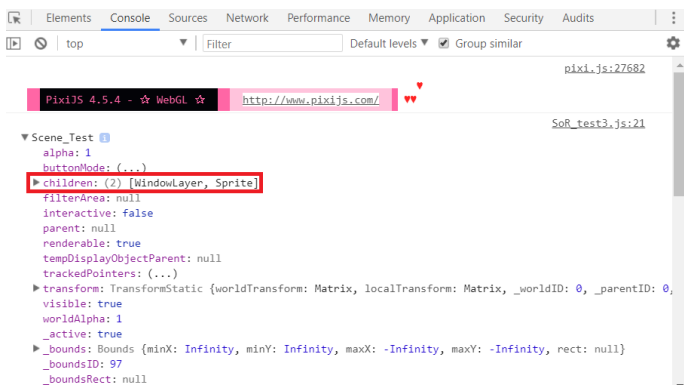 Elements Console Sources Network Performance Memory Application Security Audits
top Filter Default levels Group similar
pixi.js:27682
PixiJS 4.5.4 - ☆ WebGL ☆ http://www.pixijs.com/ ♥♥♥
SoR_test3.js:21
▼Scene_Test
alpha: 1
buttonMode: (...)
▶children: (2) [WindowLayer, Sprite]
filterArea: null
interactive: false
parent: null
renderable: true
tempDisplayObjectParent: null
trackedPointers: (...)
▶transform: TransformStatic {worldTransform: Matrix, localTransform: Matrix, _worldID: 0, _parentID: 0,
visible: true
worldAlpha: 1
_active: true
▶_bounds: Bounds {minX: Infinity, minY: Infinity, maxX: -Infinity, maxY: -Infinity, rect: null}
_boundsID: 97
_boundsRect: null